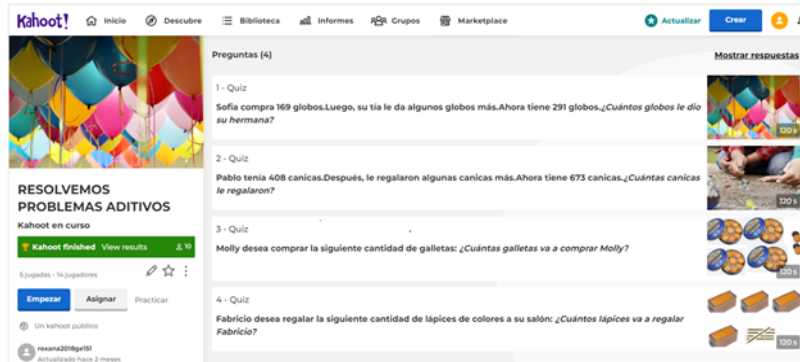 Kahoot! Inicio Descubre Biblioteca Informes Grupos Marketplace Actualizar Crear
Preguntas (4) Mostrar respuestas
1 - Quiz
Sofia compra 169 globos.Luego, su tía le da algunos globos más.Ahora tiene 291 globos.¿Cuántos globos le dio
su hermana?
120 s
2 - Quiz
Pablo tenía 408 canicas.Después, le regalaron algunas canicas más.Ahora tiene 673 canicas.¿Cuántas canicas
le regalaron?
120 s
3 - Quiz
Molly desea comprar la siguiente cantidad de galletas: ¿Cuántas galletas va a comprar Molly?
120 s
4 - Quiz
Fabricio desea regalar la siguiente cantidad de lápices de colores a su salón: ¿Cuántos lápices va a regalar
Fabricio?
120 s
RESOLVEMOS
PROBLEMAS ADITIVOS
Kahoot en curso
Kahoot finished View results 10
5 jugadas - 14 jugadores
Empezar Asignar Practicar
Un kahoot público
roxana2018ge151
Actualizado hace 2 meses